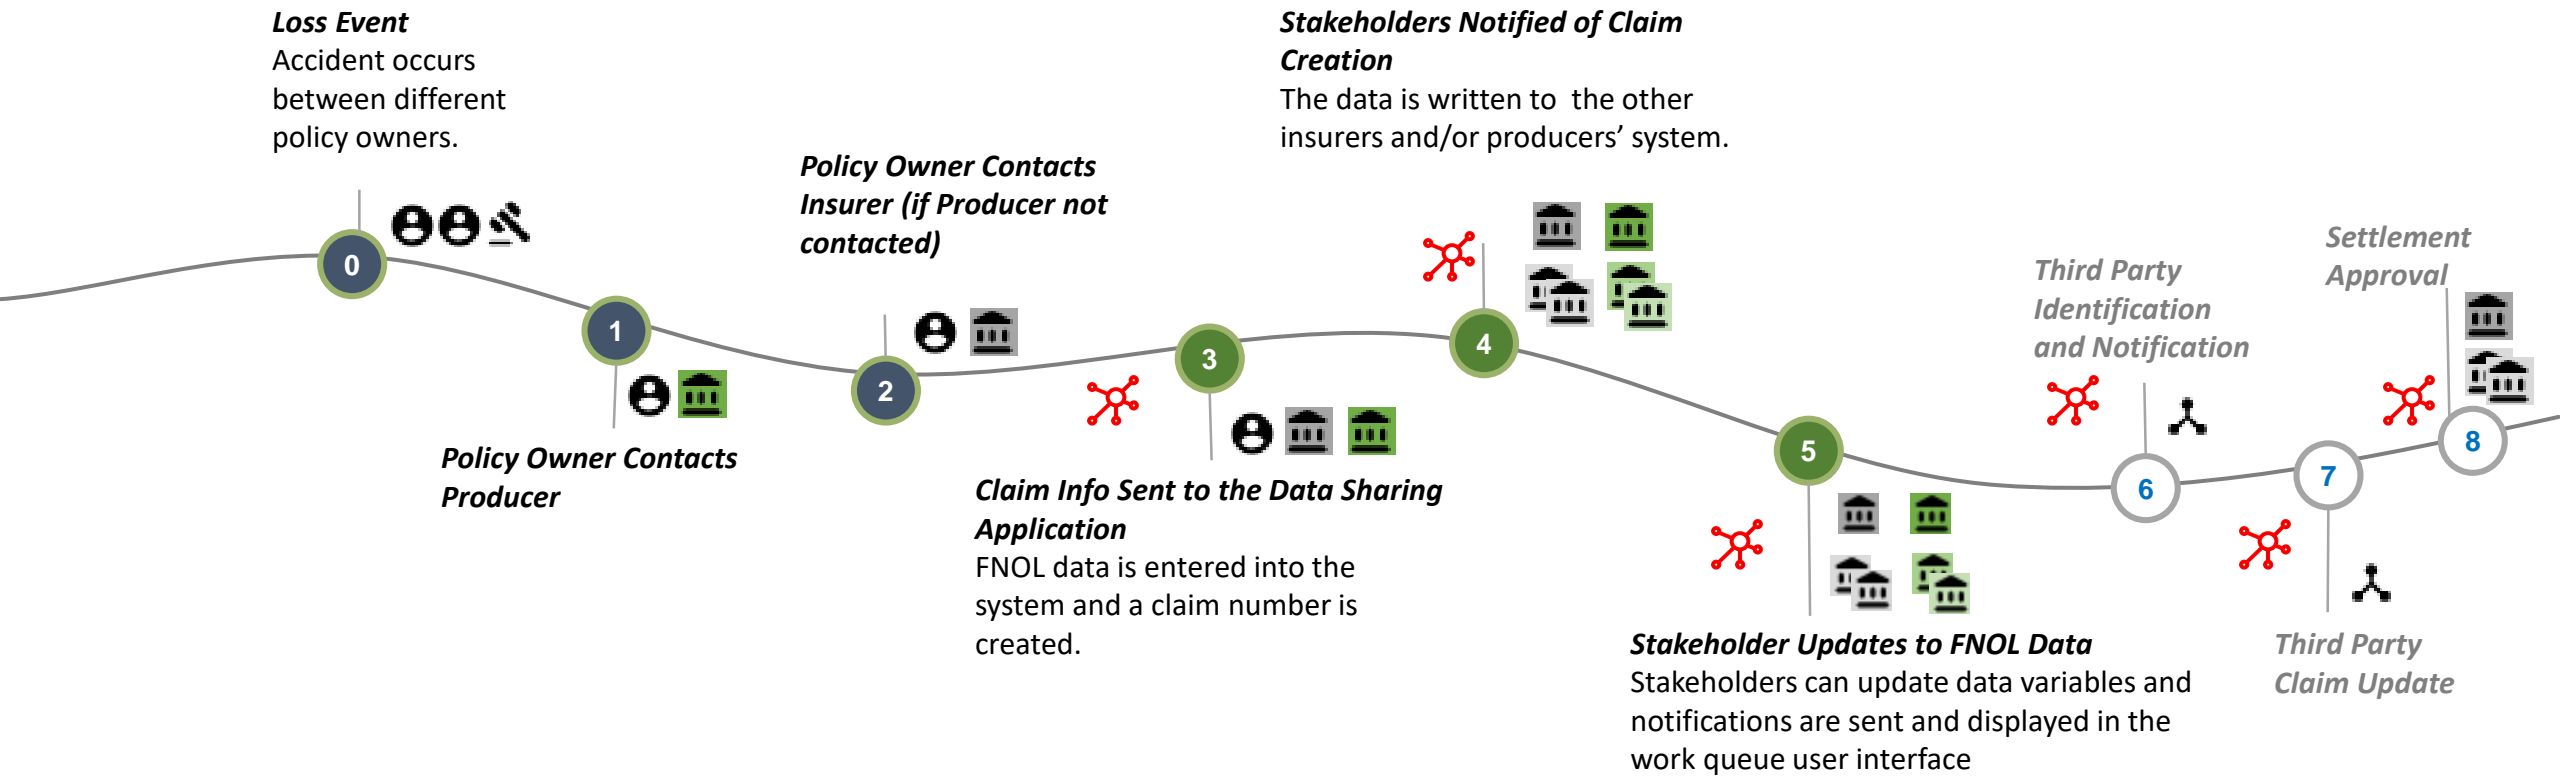 Loss Event
Accident occurs
between different
policy owners.
0
1
Policy Owner Contacts
Producer
Policy Owner Contacts
Insurer (if Producer not
contacted)
2
3
Claim Info Sent to the Data Sharing
Application
FNOL data is entered into the
system and a claim number is
created.
Stakeholders Notified of Claim
Creation
The data is written to  the other
insurers and/or producers’ system.
4
5
Stakeholder Updates to FNOL Data
Stakeholders can update data variables and
notifications are sent and displayed in the
work queue user interface
Third Party
Identification
and Notification
6
7
Third Party
Claim Update
Settlement
Approval
8